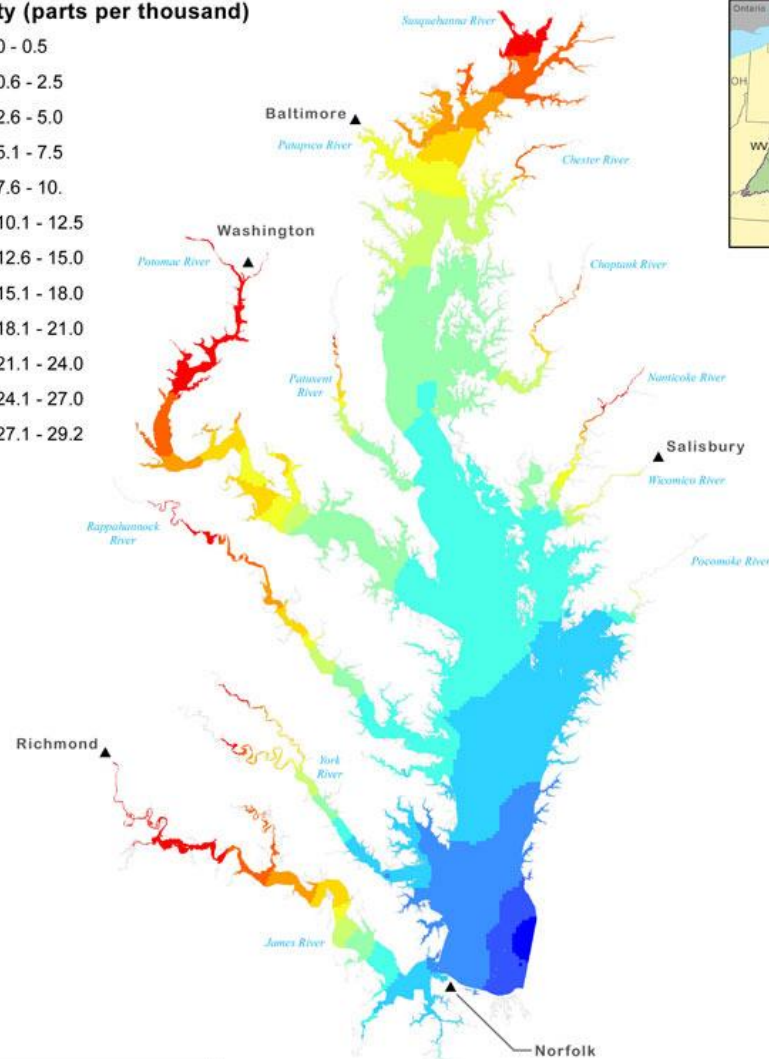 ty (parts per thousand)
0 - 0.5
0.6 - 2.5
2.6 - 5.0
5.1 - 7.5
7.6 - 10.
10.1 - 12.5
12.6 - 15.0
15.1 - 18.0
18.1 - 21.0
21.1 - 24.0
24.1 - 27.0
27.1 - 29.2
Susquehanna River
Ontario
OH
WV
Baltimore
Patapsco River
Chester River
Washington
Potomac River
Choptank River
Patuxent
River
Nanticoke River
Salisbury
Wicomico River
Rappahannock
River
Pocomoke River
Richmond
York
River
James River
Norfolk